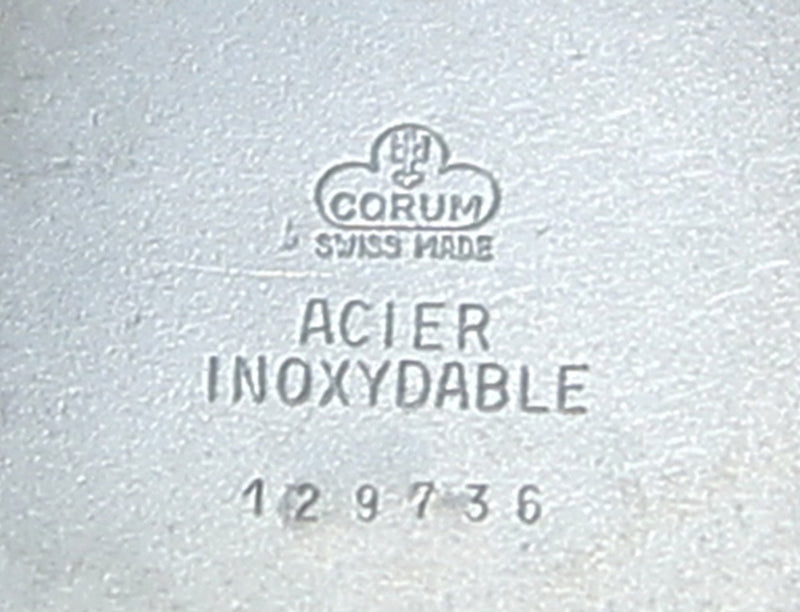 CORUM
SWISS MADE
ACIER
INOXYDABLE
129736